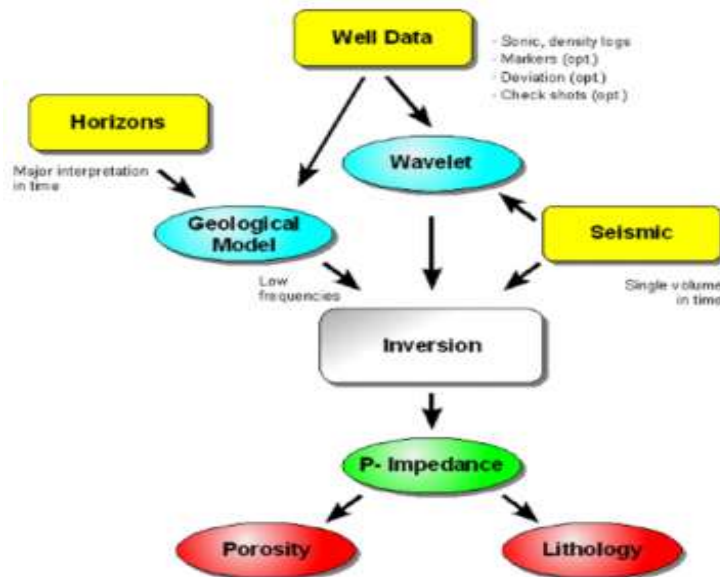 Well Data
- Sonic, density logs
- Markers (opt.)
- Deviation (opt.)
- Check shots (opt.)
Horizons
Major interpretation
in time
Wavelet
Geological
Model
Seismic
Low
frequencies
Single volume
in time
Inversion
P- Impedance
Porosity
Lithology